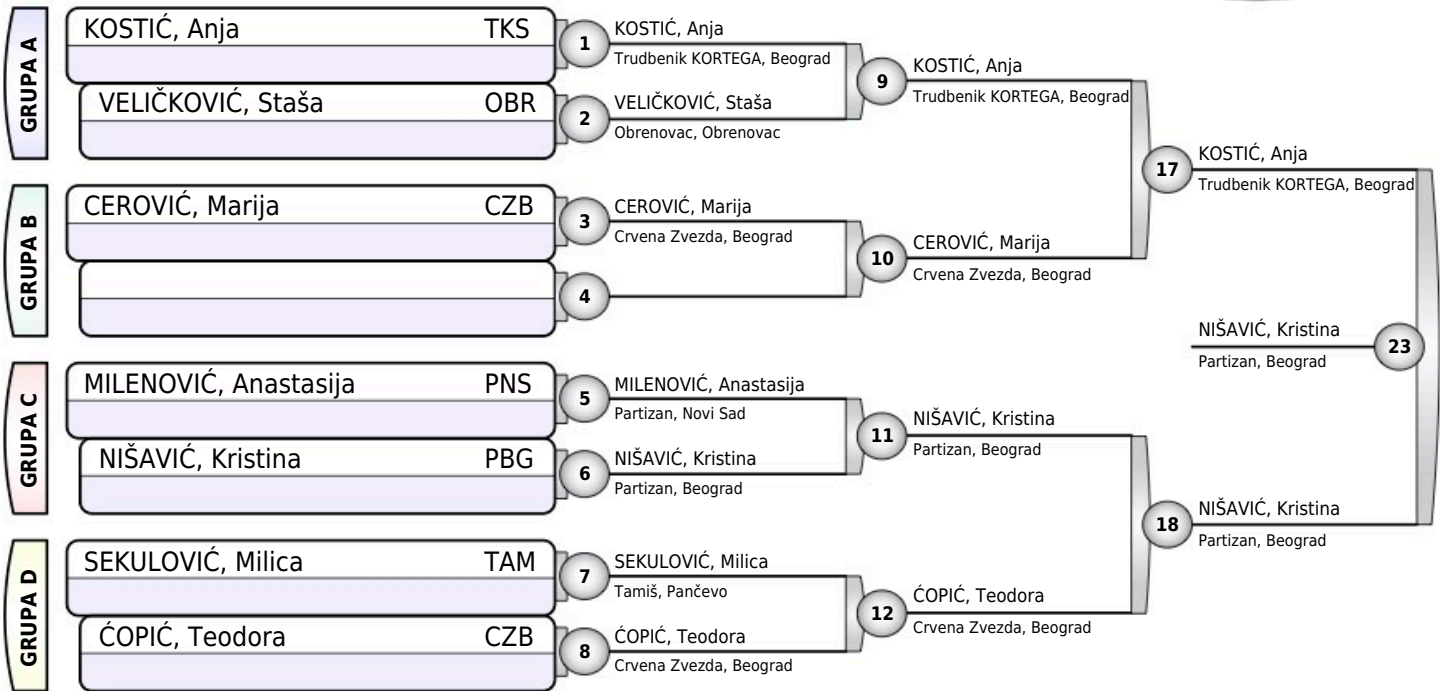 GRUPA A
KOSTIĆ, Anja TKS
VELIČKOVIĆ, Staša OBR
GRUPA B
CEROVIĆ, Marija CZB
GRUPA C
MILENOVIĆ, Anastasija PNS
NIŠAVIĆ, Kristina PBG
GRUPA D
SEKULOVIĆ, Milica TAM
ĆOPIĆ, Teodora CZB
1
KOSTIĆ, Anja
Trudbenik KORTEGA, Beograd
2
VELIČKOVIĆ, Staša
Obrenovac, Obrenovac
3
CEROVIĆ, Marija
Crvena Zvezda, Beograd
4
5
MILENOVIĆ, Anastasija
Partizan, Novi Sad
6
NIŠAVIĆ, Kristina
Partizan, Beograd
7
SEKULOVIĆ, Milica
Tamiš, Pančevo
8
ĆOPIĆ, Teodora
Crvena Zvezda, Beograd
9
KOSTIĆ, Anja
Trudbenik KORTEGA, Beograd
10
CEROVIĆ, Marija
Crvena Zvezda, Beograd
11
NIŠAVIĆ, Kristina
Partizan, Beograd
12
ĆOPIĆ, Teodora
Crvena Zvezda, Beograd
17
KOSTIĆ, Anja
Trudbenik KORTEGA, Beograd
18
NIŠAVIĆ, Kristina
Partizan, Beograd
NIŠAVIĆ, Kristina
Partizan, Beograd
23